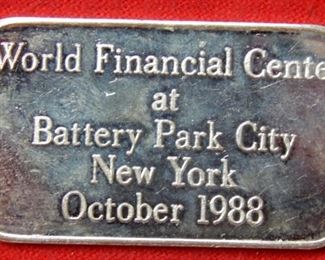 World Financial Cente
at
Battery Park City
New York
October 1988